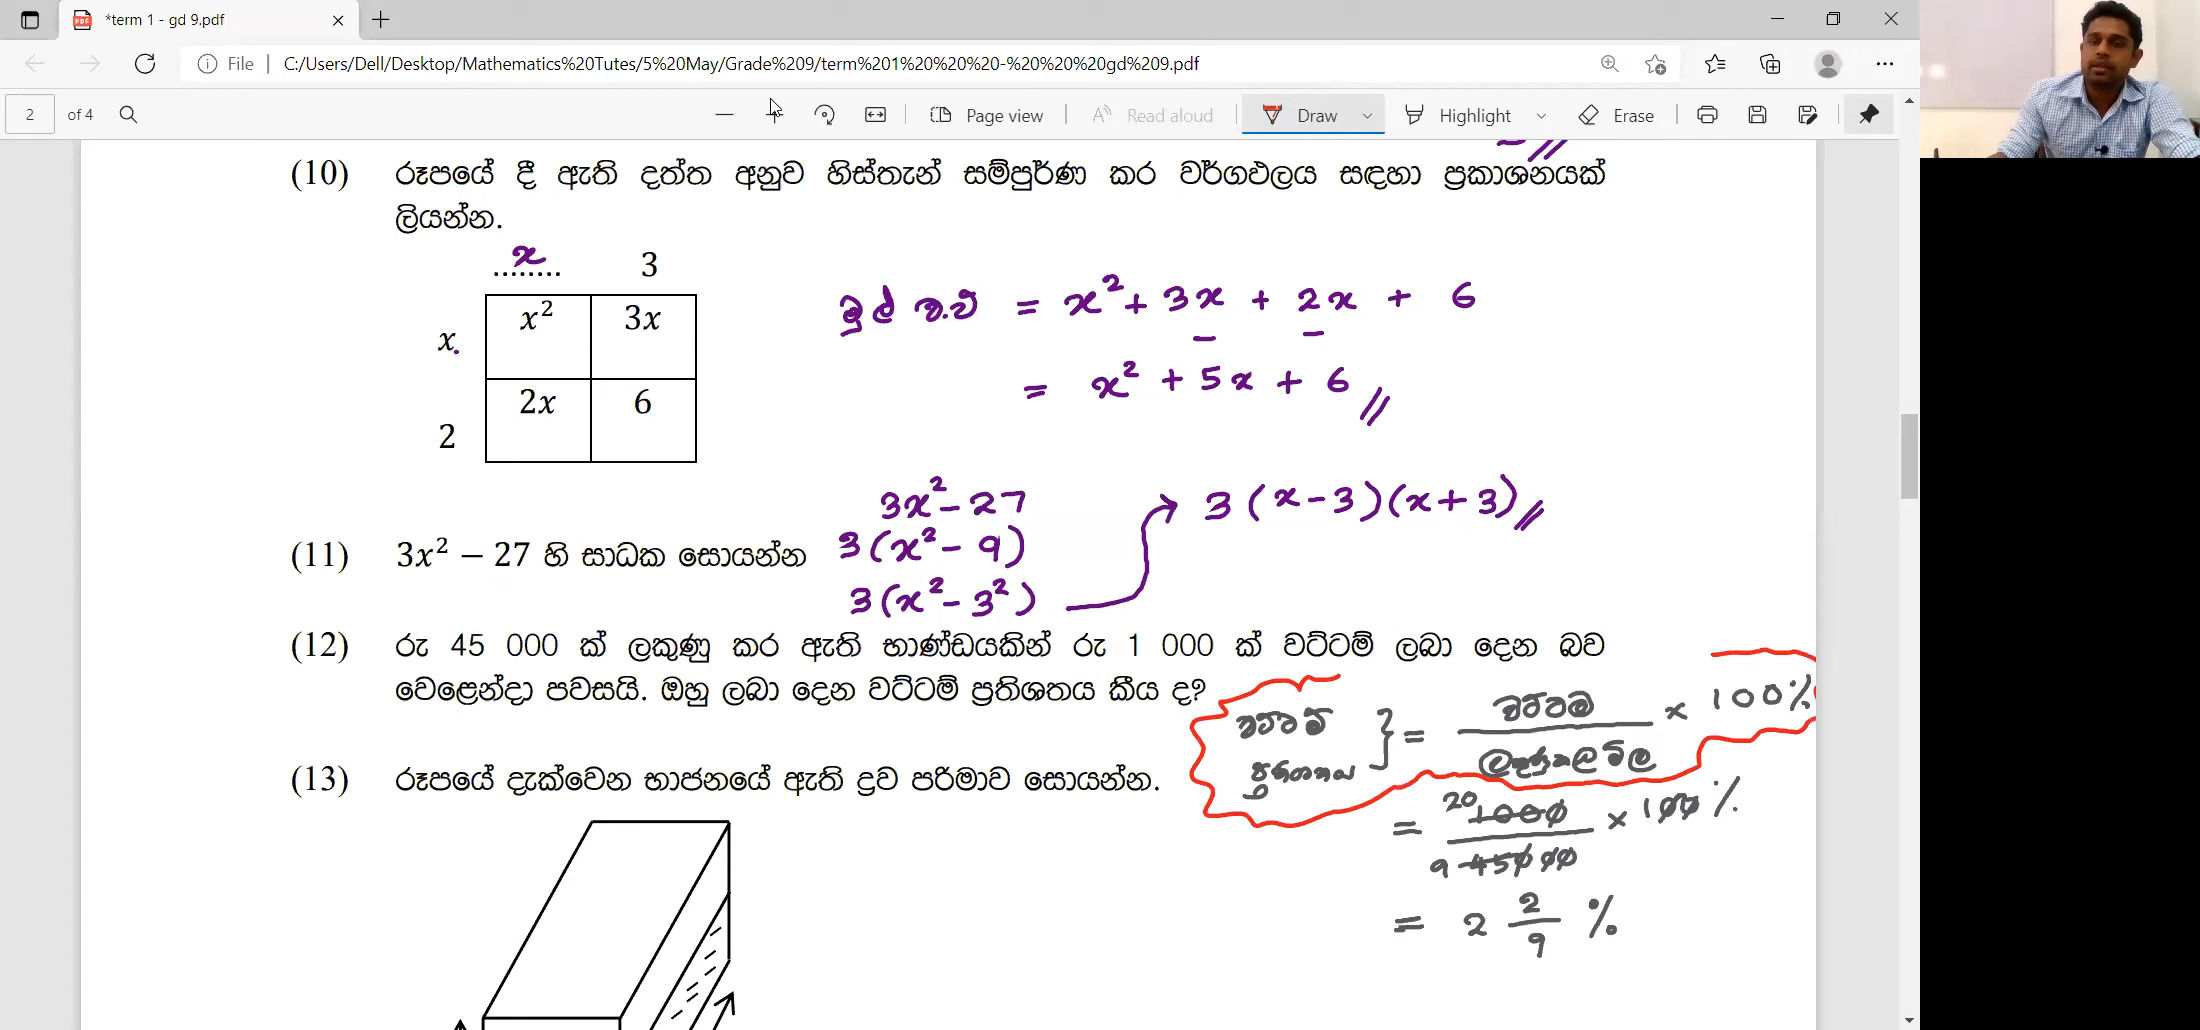 *term 1 - gd 9.pdf
File
C:/Users/Dell/Desktop/Mathematics%20Tutes/5%20May/Grade%209/term%201%20%20%20-%20%20%20gd%209.pdf
2 of 4
Page view
Read aloud
Draw
Highlight
Erase
(10) රූපයේ දී ඇති දත්ත අනුව හිස්තැන් සම්පුර්ණ කර වර්ගඵලය සඳහා ප්‍රකාශනයක්
ලියන්න.
x
........ 3
x² 3x
x
2x 6
2
මුල් ව.ව = x² + 3x + 2x + 6
= x² + 5x + 6
3x² - 27
3(x² - 9)
3(x² - 3²)
3(x-3)(x+3)
(11) 3x² − 27 හි සාධක සොයන්න
(12) රු 45 000 ක් ලකුණු කර ඇති භාණ්ඩයකින් රු 1 000 ක් වට්ටම් ලබා දෙන බව
වෙළෙන්දා පවසයි. ඔහු ලබා දෙන වට්ටම් ප්‍රතිශතය කීය ද?
වට්ටම් ප්‍රතිශතය } = වට්ටම / ලකුණුකල මිල × 100%
= 20 1000 / 9 45000 × 100 %
= 2 2/9 %
(13) රූපයේ දැක්වෙන භාජනයේ ඇති ද්‍රව පරිමාව සොයන්න.